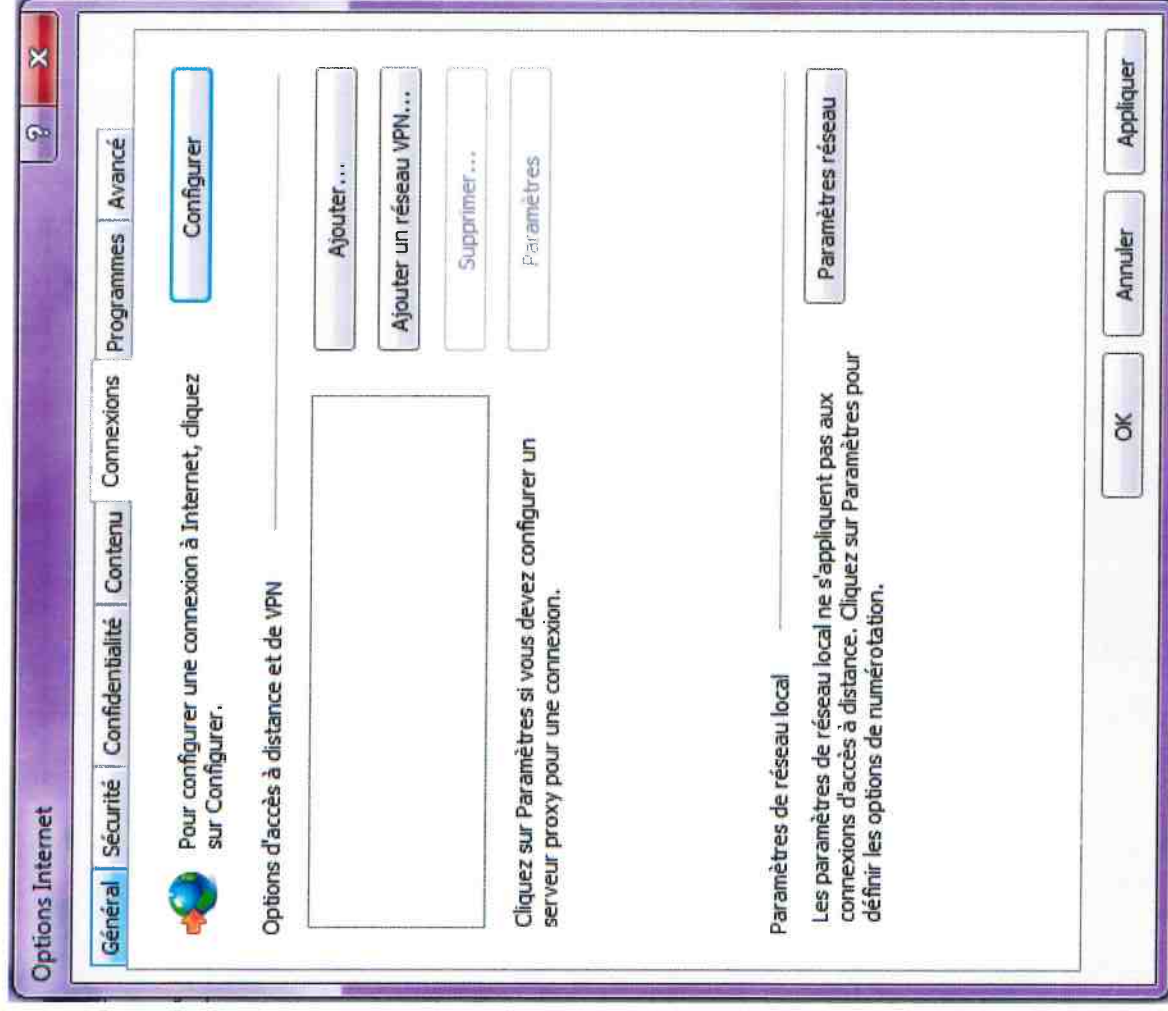 Options Internet
? x
Général Sécurité Confidentialité Contenu Connexions Programmes Avancé
Pour configurer une connexion à Internet, cliquez
sur Configurer.
Configurer
Options d'accès à distance et de VPN
Ajouter...
Ajouter un réseau VPN...
Supprimer...
Paramètres
Cliquez sur Paramètres si vous devez configurer un
serveur proxy pour une connexion.
Paramètres de réseau local
Les paramètres de réseau local ne s'appliquent pas aux
connexions d'accès à distance. Cliquez sur Paramètres pour
définir les options de numérotation.
Paramètres réseau
OK Annuler Appliquer